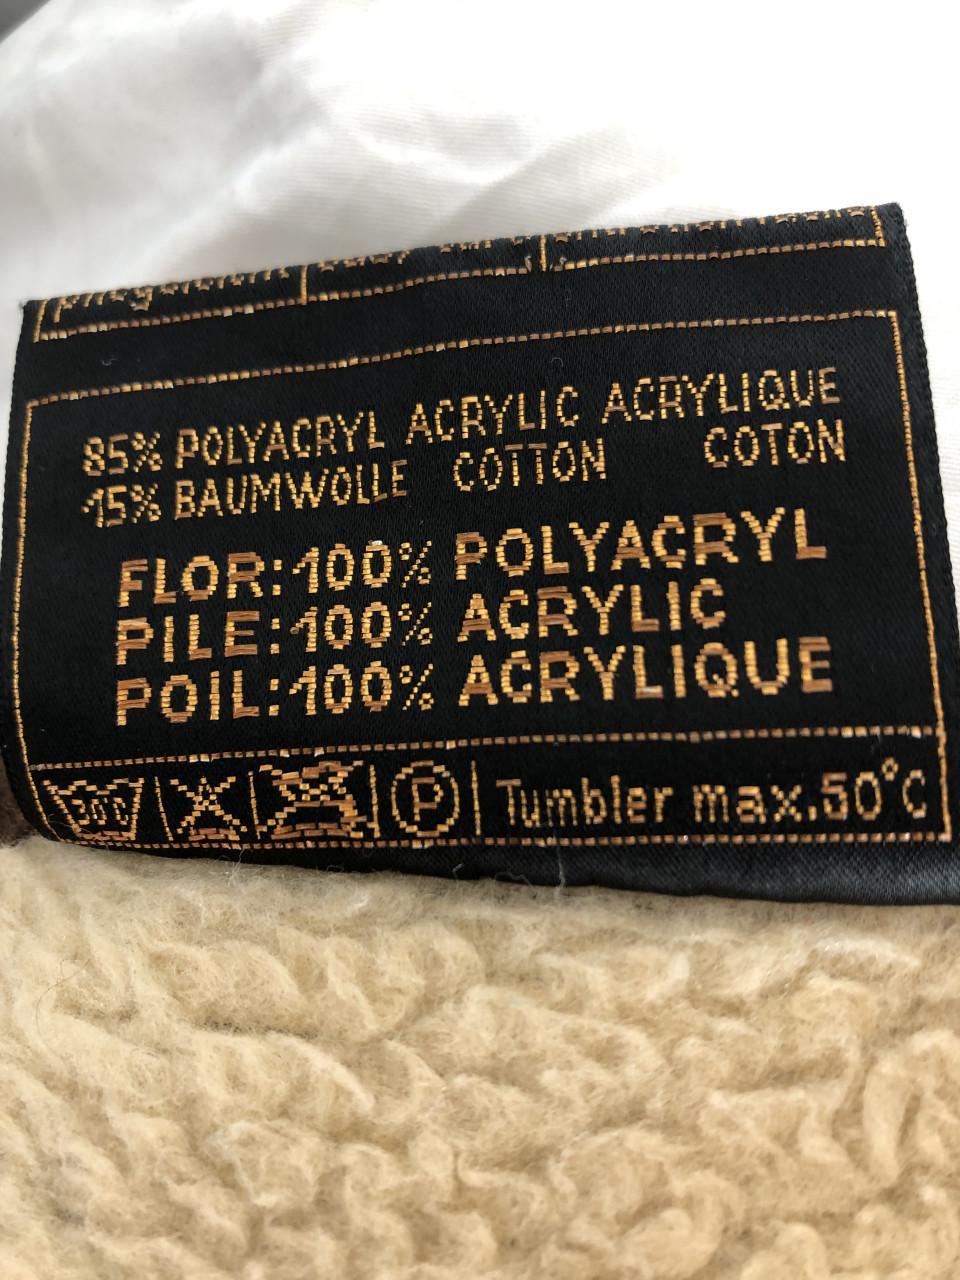 85% POLYACRYL ACRYLIC ACRYLIQUE
15% BAUMWOLLE COTTON COTON
FLOR: 100% POLYACRYL
PILE: 100% ACRYLIC
POIL: 100% ACRYLIQUE
30°C P Tumbler max. 50°C